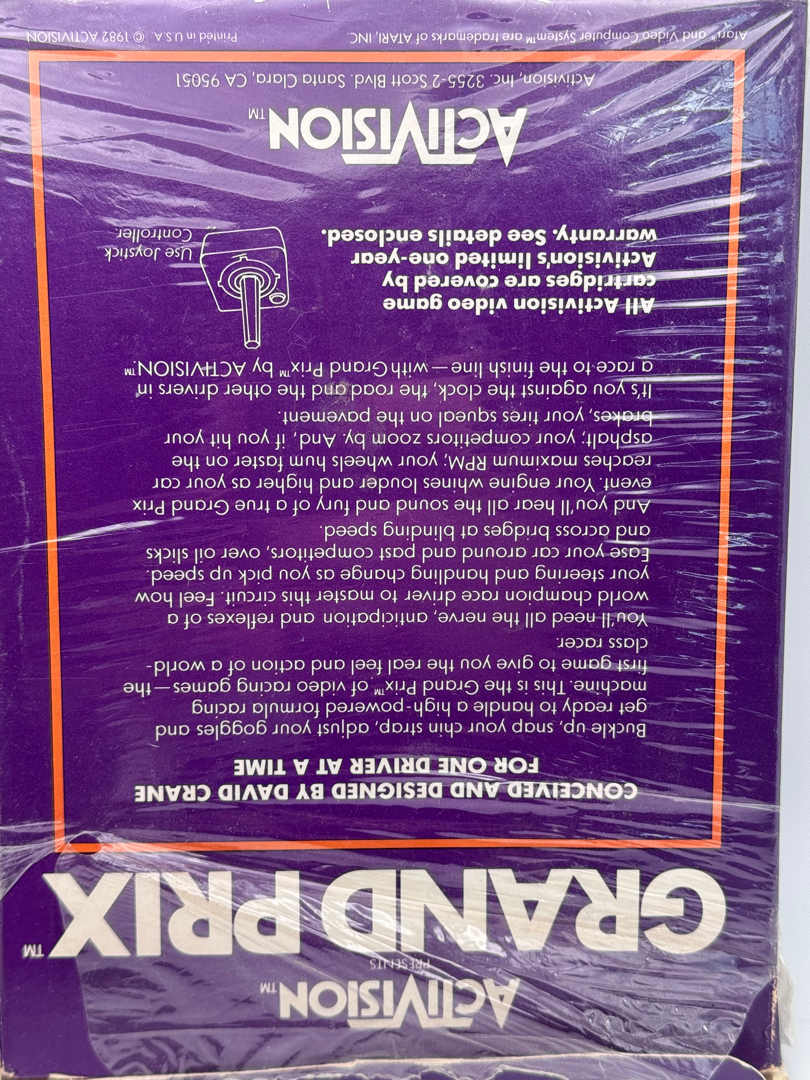 ACTIVISION™
PRESENTS
GRAND PRIX™
CONCEIVED AND DESIGNED BY DAVID CRANE
FOR ONE DRIVER AT A TIME
Buckle up, snap your chin strap, adjust your goggles and
get ready to handle a high-powered formula racing
machine. This is the Grand Prix™ of video racing games—the
first game to give you the real feel and action of a world-
class racer.
You'll need all the nerve, anticipation and reflexes of a
world champion race driver to master this circuit. Feel how
your steering and handling change as you pick up speed.
Ease your car around and past competitors, over oil slicks
and across bridges at blinding speed.
And you'll hear all the sound and fury of a true Grand Prix
event. Your engine whines louder and higher as your car
reaches maximum RPM; your wheels hum faster on the
asphalt; your competitors zoom by. And, if you hit your
brakes, your tires squeal on the pavement.
It's you against the clock, the road and the other drivers in
a race to the finish line—with Grand Prix™ by ACTIVISION.™
All Activision video game
cartridges are covered by
Activision's limited one-year
warranty. See details enclosed.
Use Joystick
Controller
ACTIVISION™
Activision, Inc. 3255-2 Scott Blvd. Santa Clara, CA 95051
Atari® and Video Computer System™ are trademarks of ATARI, INC.
Printed in U.S.A. © 1982 ACTIVISION